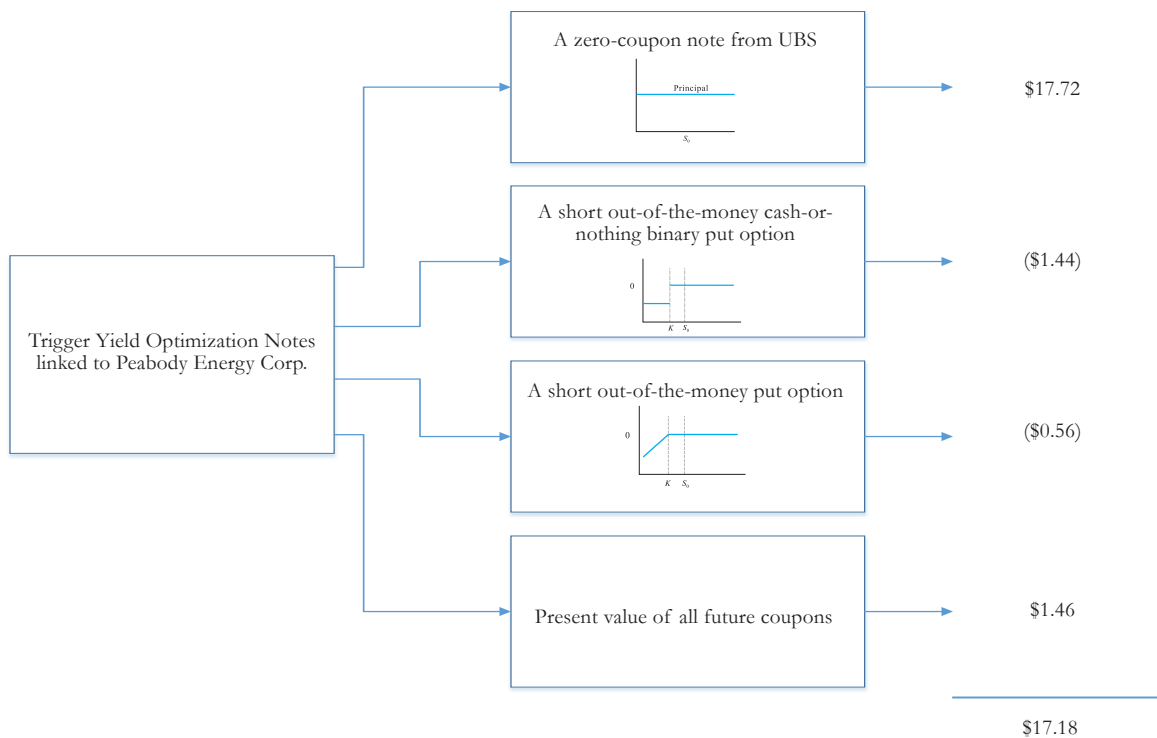 A zero-coupon note from UBS
Principal
S₀
$17.72
A short out-of-the-money cash-or-
nothing binary put option
0
K
S₀
($1.44)
Trigger Yield Optimization Notes
linked to Peabody Energy Corp.
A short out-of-the-money put option
0
K
S₀
($0.56)
Present value of all future coupons
$1.46
$17.18